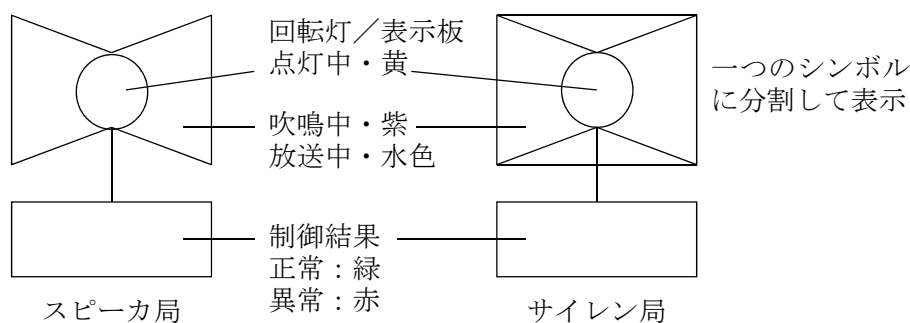 回転灯／表示板
点灯中・黄
一つのシンボル
に分割して表示
吹鳴中・紫
放送中・水色
制御結果
正常：緑
異常：赤
スピーカ局
サイレン局